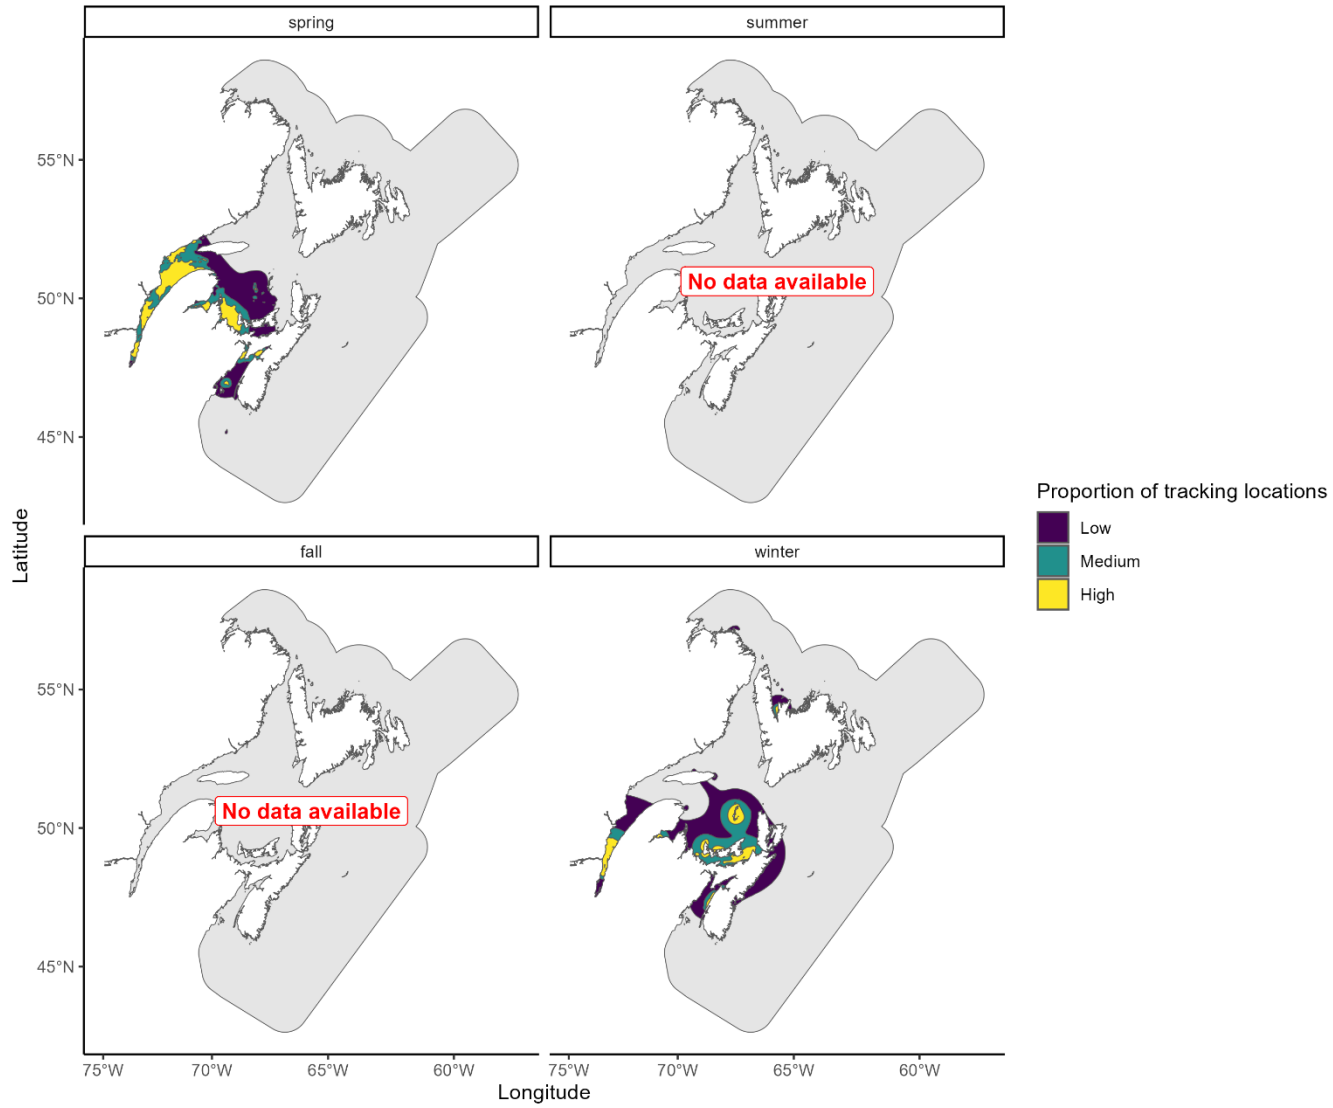 spring
summer
55°N
50°N
45°N
No data available
fall
winter
55°N
50°N
45°N
No data available
75°W
70°W
65°W
60°W
75°W
70°W
65°W
60°W
Longitude
Latitude
Proportion of tracking locations
Low
Medium
High